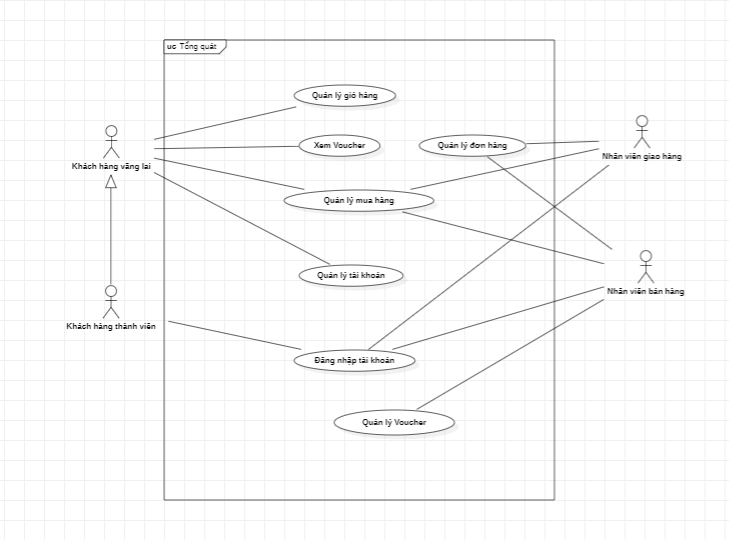 uc Tổng quát
Quản lý giỏ hàng
Xem Voucher
Quản lý đơn hàng
Khách hàng vãng lai
Nhân viên giao hàng
Quản lý mua hàng
Quản lý tài khoản
Nhân viên bán hàng
Khách hàng thành viên
Đăng nhập tài khoản
Quản lý Voucher